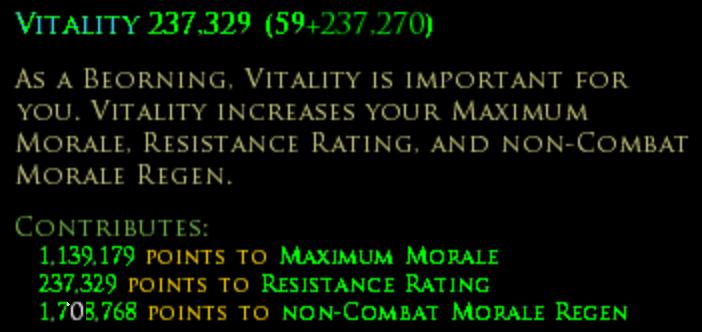 Vitality 237,329 (59+237,270)
As a Beorning, Vitality is important for
you. Vitality increases your Maximum
Morale, Resistance Rating, and non-Combat
Morale Regen.
Contributes:
1,139,179 points to Maximum Morale
237,329 points to Resistance Rating
1,708,768 points to non-Combat Morale Regen